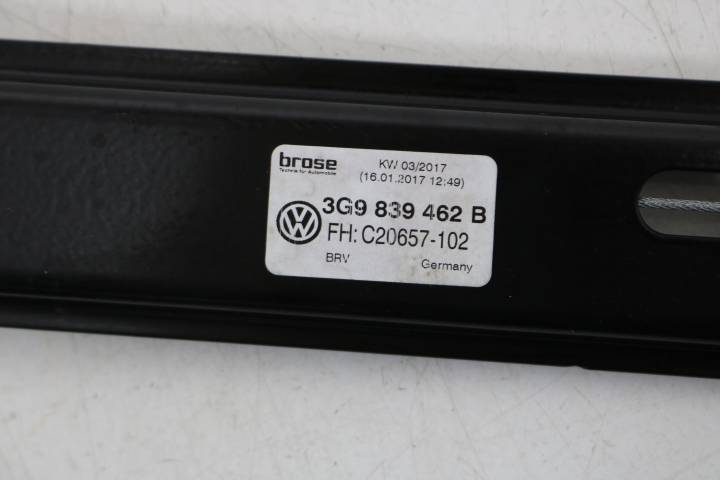 brose
Technik für Automobile
KW 03/2017
(16.01.2017 12:49)
3G9 839 462 B
FH: C20657-102
BRV
Germany